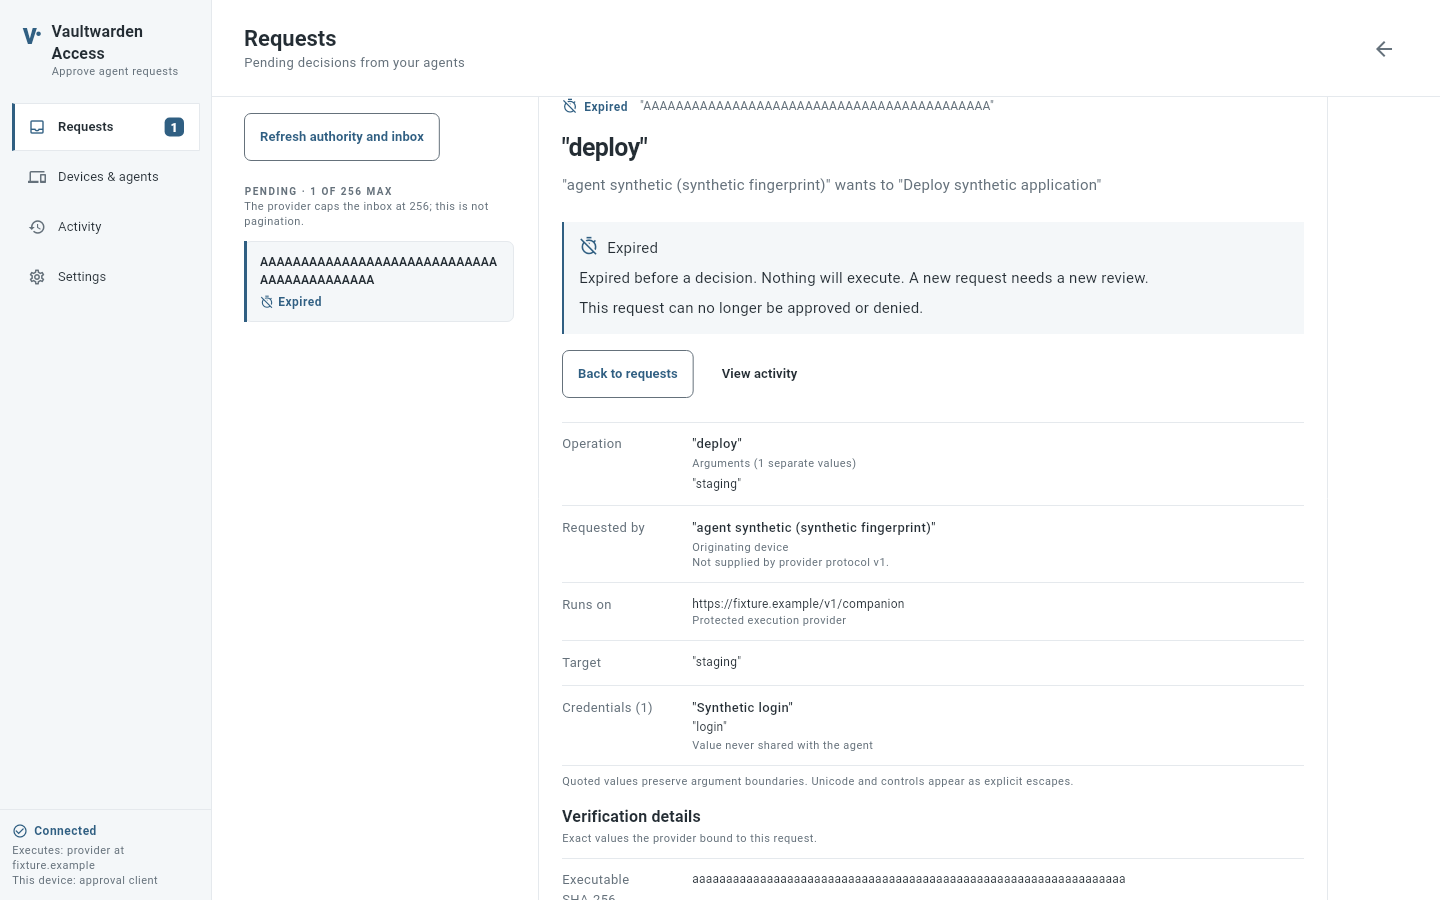 Vaultwarden
Access
Approve agent requests
Requests
1
Devices & agents
Activity
Settings
Connected
Executes: provider at
fixture.example
This device: approval client
Requests
Pending decisions from your agents
Refresh authority and inbox
PENDING · 1 OF 256 MAX
The provider caps the inbox at 256; this is not
pagination.
AAAAAAAAAAAAAAAAAAAAAAAAAAAAA
AAAAAAAAAAAAAA
Expired
Expired "AAAAAAAAAAAAAAAAAAAAAAAAAAAAAAAAAAAAAAAAAAA"
"deploy"
"agent synthetic (synthetic fingerprint)" wants to "Deploy synthetic application"
Expired
Expired before a decision. Nothing will execute. A new request needs a new review.
This request can no longer be approved or denied.
Back to requests
View activity
Operation
"deploy"
Arguments (1 separate values)
"staging"
Requested by
"agent synthetic (synthetic fingerprint)"
Originating device
Not supplied by provider protocol v1.
Runs on
https://fixture.example/v1/companion
Protected execution provider
Target
"staging"
Credentials (1)
"Synthetic login"
"login"
Value never shared with the agent
Quoted values preserve argument boundaries. Unicode and controls appear as explicit escapes.
Verification details
Exact values the provider bound to this request.
Executable
SHA-256
aaaaaaaaaaaaaaaaaaaaaaaaaaaaaaaaaaaaaaaaaaaaaaaaaaaaaaaaaaaaaaaa